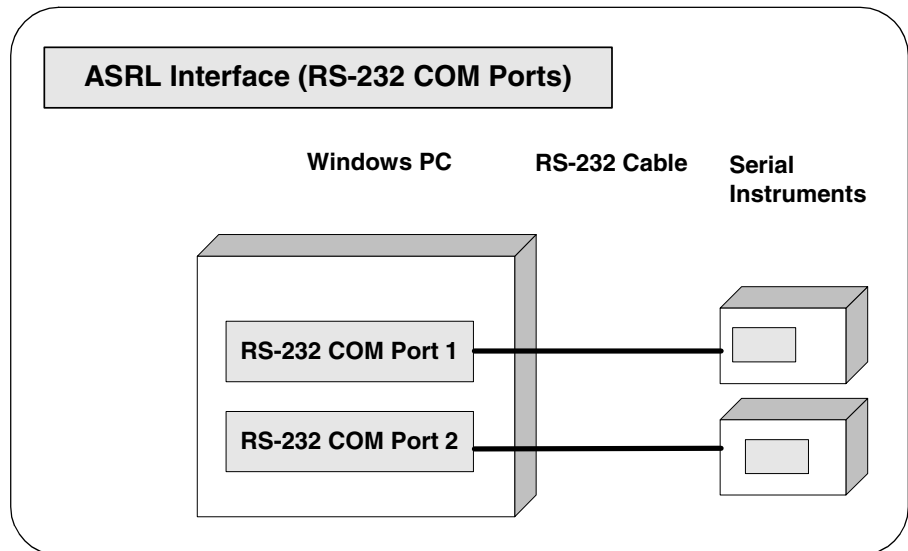 ASRL Interface (RS-232 COM Ports)
Windows PC
RS-232 Cable
Serial
Instruments
RS-232 COM Port 1
RS-232 COM Port 2